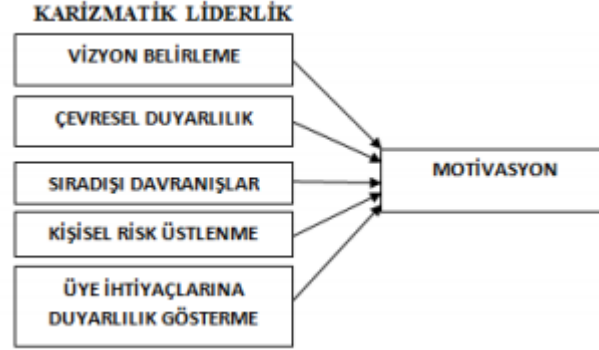 KARİZMATİK LİDERLİK
VİZYON BELİRLEME
ÇEVRESEL DUYARLILIK
SIRADIŞI DAVRANIŞLAR
KİŞİSEL RİSK ÜSTLENME
ÜYE İHTİYAÇLARINA
DUYARLILIK GÖSTERME
MOTİVASYON